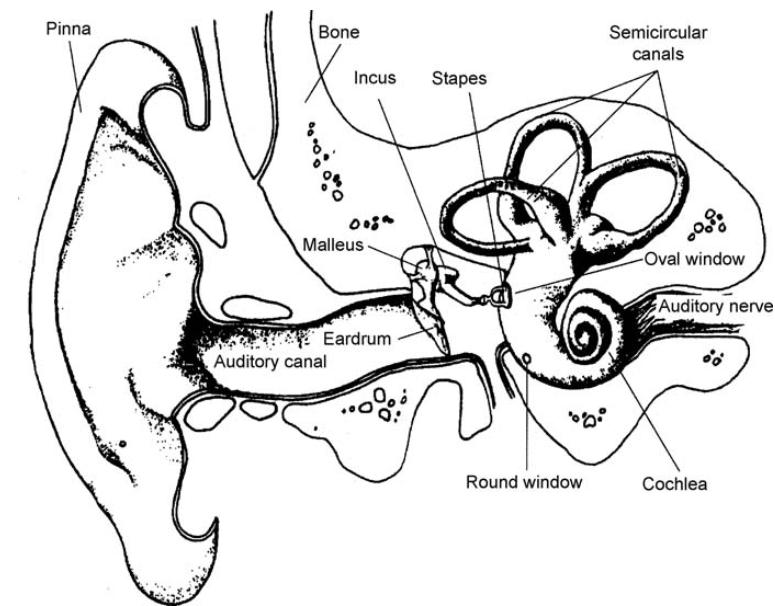 Pinna
Bone
Semicircular
canals
Incus
Stapes
Malleus
Oval window
Auditory nerve
Eardrum
Auditory canal
Round window
Cochlea